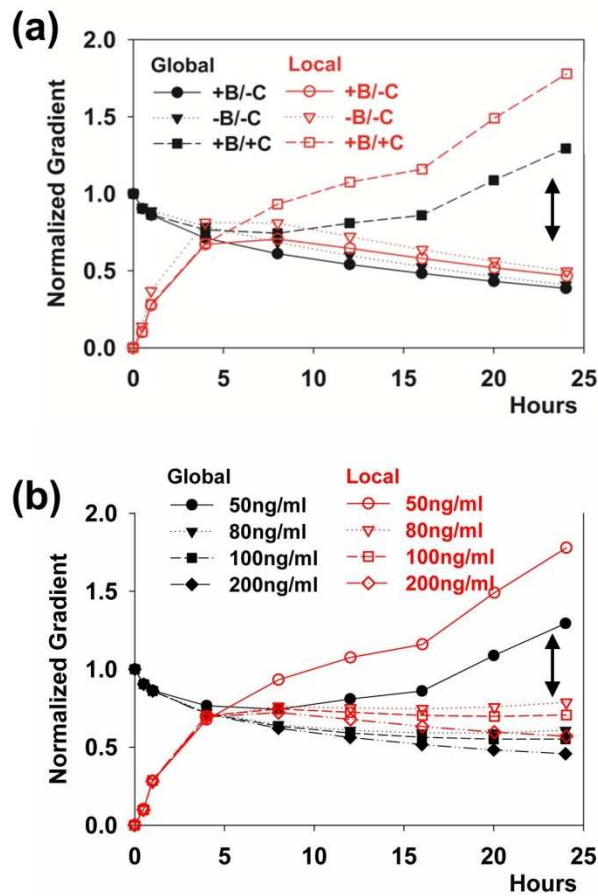 (a)
2.0
Global Local
+B/-C +B/-C
-B/-C -B/-C
+B/+C +B/+C
1.5
1.0
0.5
0.0
Normalized Gradient
0 5 10 15 20 25
Hours
(b)
Global Local
50ng/ml 50ng/ml
80ng/ml 80ng/ml
100ng/ml 100ng/ml
200ng/ml 200ng/ml
2.0
1.5
1.0
0.5
0.0
Normalized Gradient
0 5 10 15 20 25
Hours